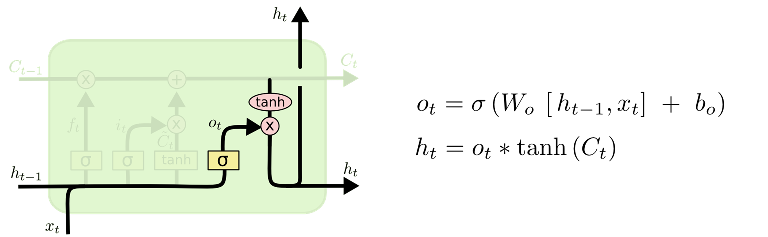 h_t
C_{t-1}
C_t
x
+
tanh
f_t
i_t
o_t
x
x
C̃_t
σ
σ
tanh
σ
h_{t-1}
h_t
x_t
o_t = σ (W_o [h_{t-1}, x_t] + b_o)
h_t = o_t * tanh (C_t)